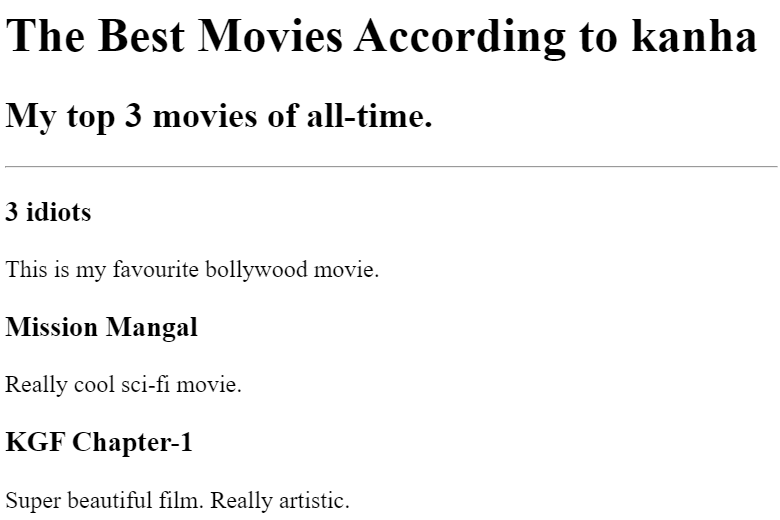 The Best Movies According to kanha
My top 3 movies of all-time.
3 idiots
This is my favourite bollywood movie.
Mission Mangal
Really cool sci-fi movie.
KGF Chapter-1
Super beautiful film. Really artistic.